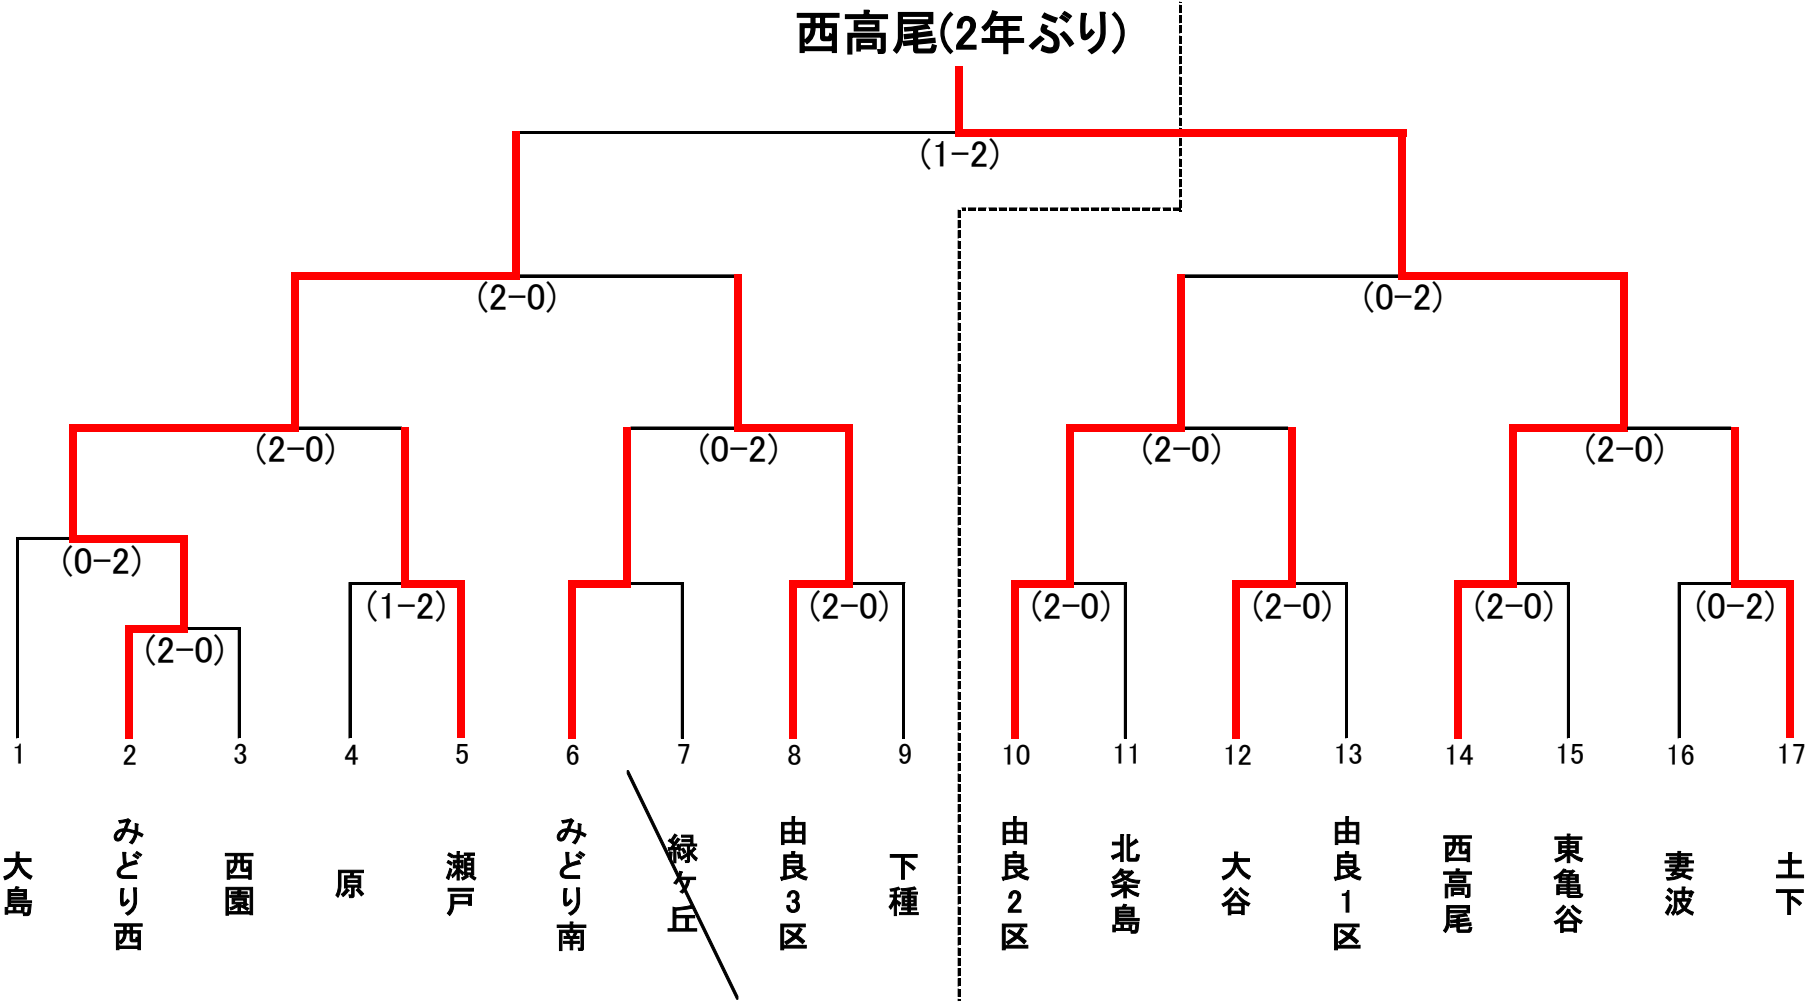 西高尾(2年ぶり)
(1-2)
(2-0)
(0-2)
(2-0)
(0-2)
(2-0)
(2-0)
(0-2)
(1-2)
(2-0)
(2-0)
(2-0)
(2-0)
(0-2)
(2-0)
1
2
3
4
5
6
7
8
9
10
11
12
13
14
15
16
17
大島
みどり西
西園
原
瀬戸
みどり南
緑ケ丘
由良3区
下種
由良2区
北条島
大谷
由良1区
西高尾
東亀谷
妻波
土下